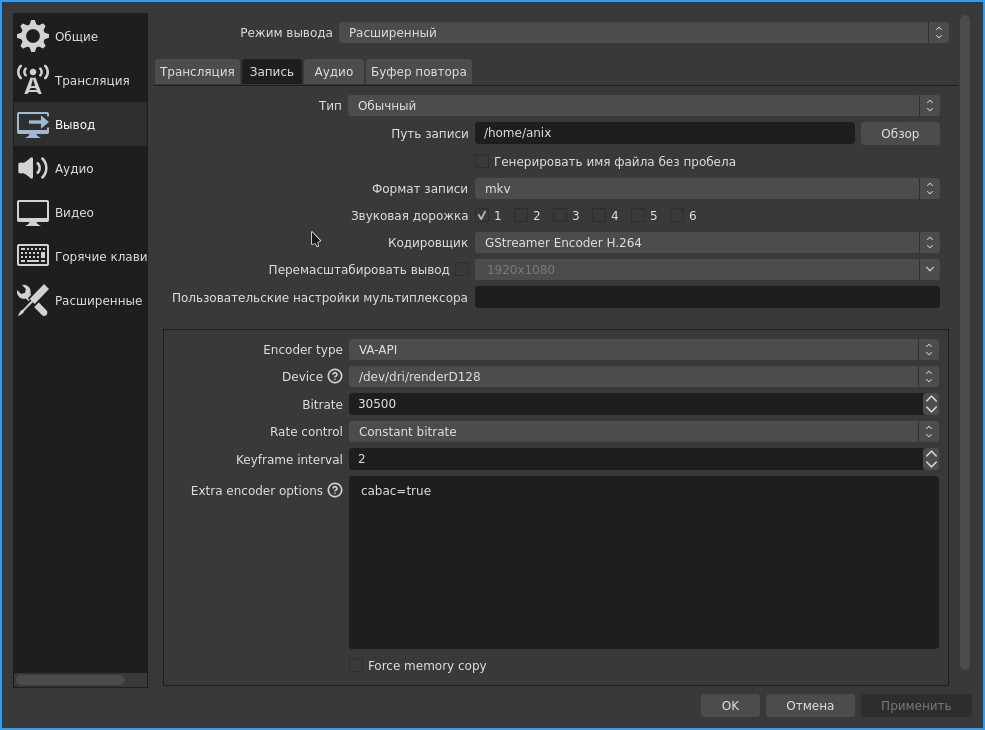 Общие
Трансляция
Вывод
Аудио
Видео
Горячие клави
Расширенные
Режим вывода Расширенный
Трансляция Запись Аудио Буфер повтора
Тип Обычный
Путь записи /home/anix Обзор
Генерировать имя файла без пробела
Формат записи mkv
Звуковая дорожка 1 2 3 4 5 6
Кодировщик GStreamer Encoder H.264
Перемасштабировать вывод 1920x1080
Пользовательские настройки мультиплексора
Encoder type VA-API
Device ? /dev/dri/renderD128
Bitrate 30500
Rate control Constant bitrate
Keyframe interval 2
Extra encoder options ? cabac=true
Force memory copy
OK Отмена Применить